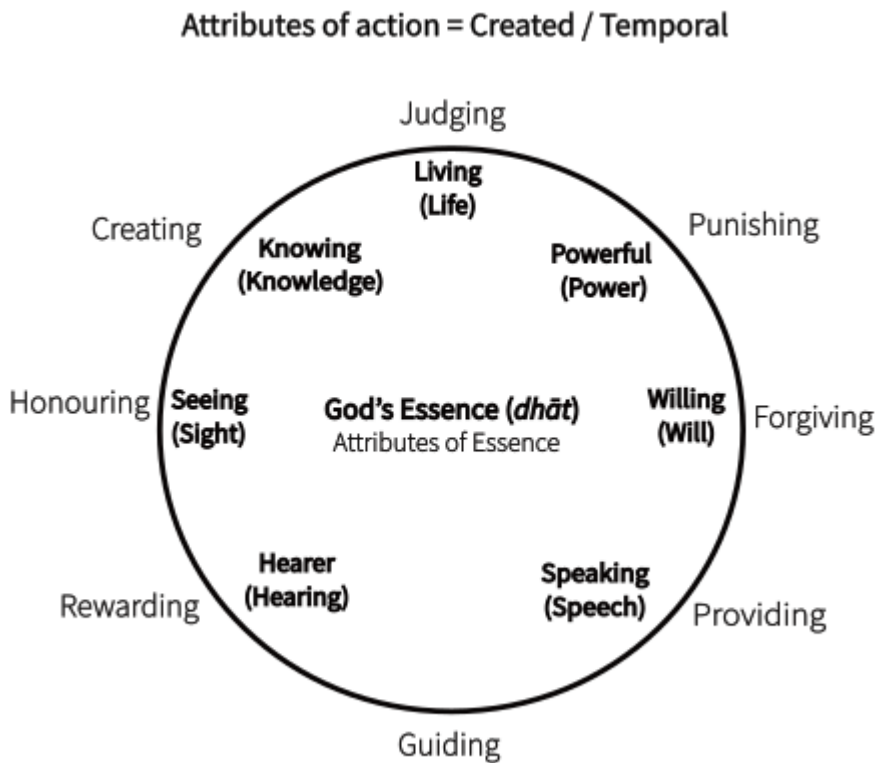 Attributes of action = Created / Temporal
Judging
Living
(Life)
Creating
Punishing
Knowing
(Knowledge)
Powerful
(Power)
Honouring
Seeing
(Sight)
God’s Essence (dhāt)
Attributes of Essence
Willing
(Will)
Forgiving
Hearer
(Hearing)
Speaking
(Speech)
Rewarding
Providing
Guiding